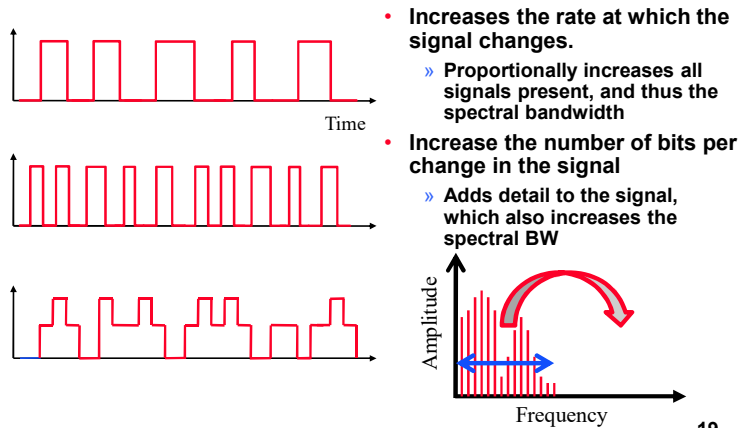 • Increases the rate at which the
signal changes.
» Proportionally increases all
signals present, and thus the
spectral bandwidth
Time
• Increase the number of bits per
change in the signal
» Adds detail to the signal,
which also increases the
spectral BW
Amplitude
Frequency